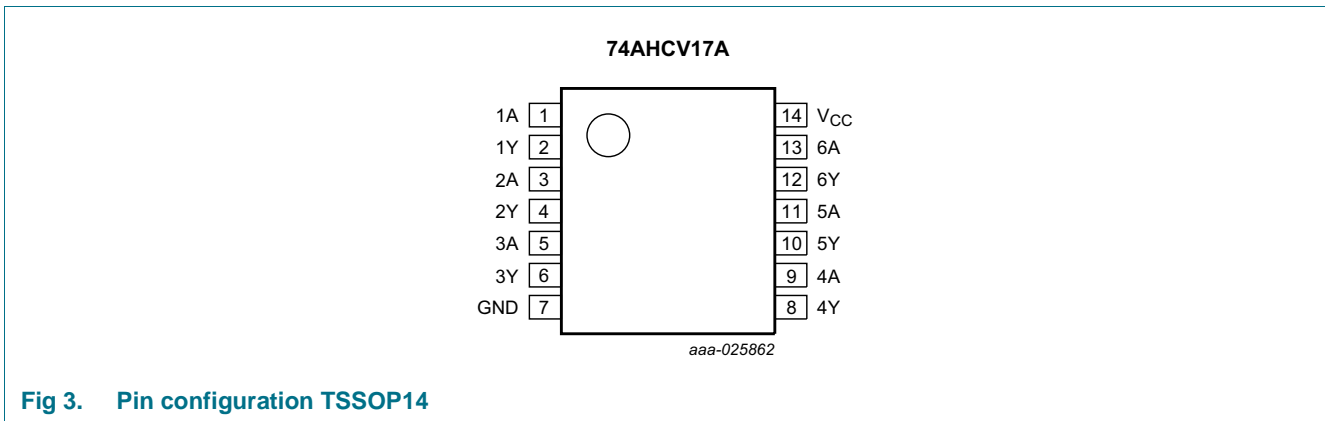 74AHCV17A
1A 1 14 VCC
1Y 2 13 6A
2A 3 12 6Y
2Y 4 11 5A
3A 5 10 5Y
3Y 6 9 4A
GND 7 8 4Y
aaa-025862
Fig 3. Pin configuration TSSOP14